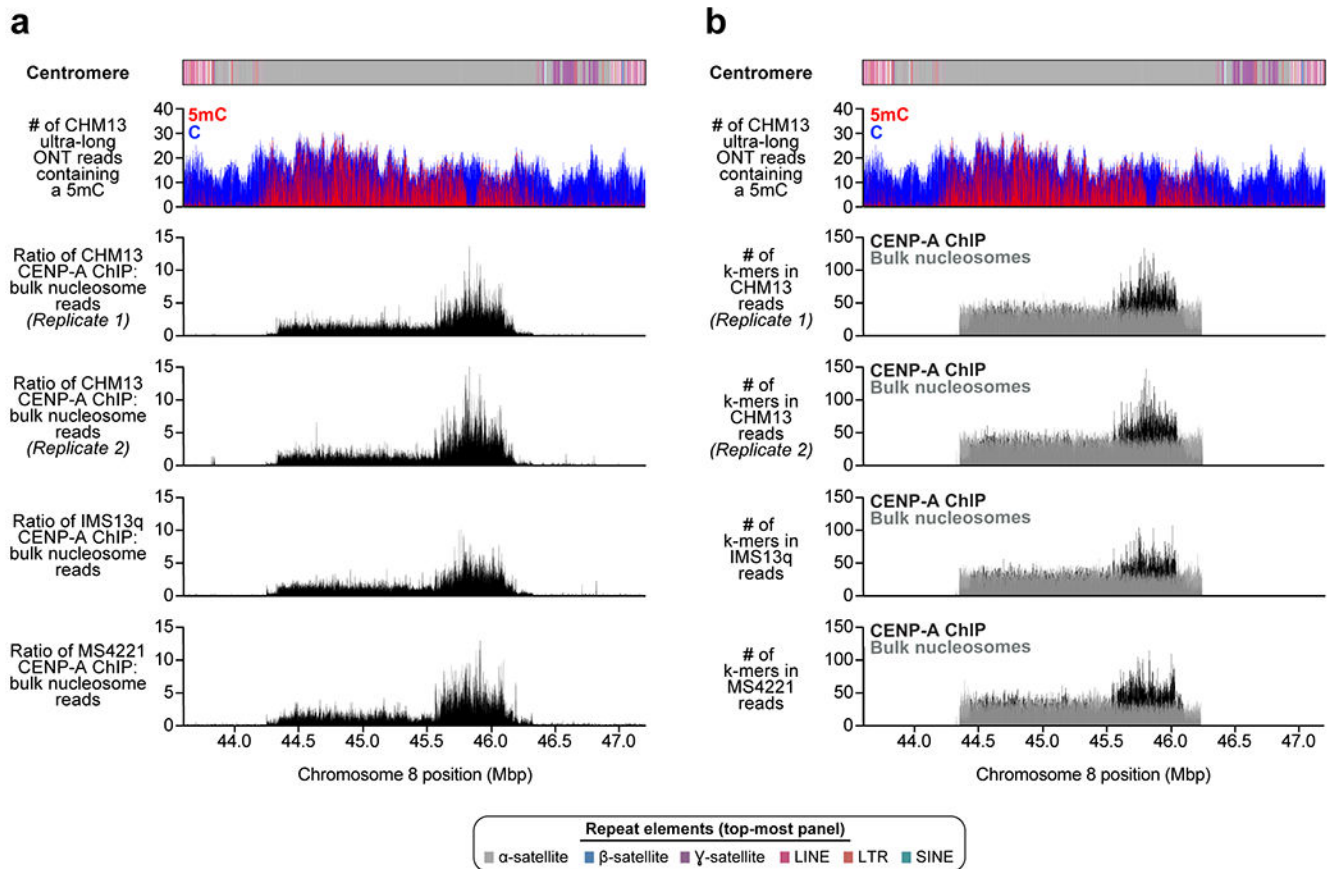 a
Centromere
# of CHM13
ultra-long
ONT reads
containing
a 5mC
40
30
20
10
0
5mC
C
Ratio of CHM13
CENP-A ChIP:
bulk nucleosome
reads
(Replicate 1)
15
10
5
0
Ratio of CHM13
CENP-A ChIP:
bulk nucleosome
reads
(Replicate 2)
15
10
5
0
Ratio of IMS13q
CENP-A ChIP:
bulk nucleosome
reads
15
10
5
0
Ratio of MS4221
CENP-A ChIP:
bulk nucleosome
reads
15
10
5
0
44.0 44.5 45.0 45.5 46.0 46.5 47.0
Chromosome 8 position (Mbp)
b
Centromere
# of CHM13
ultra-long
ONT reads
containing
a 5mC
40
30
20
10
0
5mC
C
# of
k-mers in
CHM13
reads
(Replicate 1)
150
100
50
0
CENP-A ChIP
Bulk nucleosomes
# of
k-mers in
CHM13
reads
(Replicate 2)
150
100
50
0
CENP-A ChIP
Bulk nucleosomes
# of
k-mers in
IMS13q
reads
150
100
50
0
CENP-A ChIP
Bulk nucleosomes
# of
k-mers in
MS4221
reads
150
100
50
0
CENP-A ChIP
Bulk nucleosomes
44.0 44.5 45.0 45.5 46.0 46.5 47.0
Chromosome 8 position (Mbp)
Repeat elements (top-most panel)
α-satellite β-satellite Ɣ-satellite LINE LTR SINE